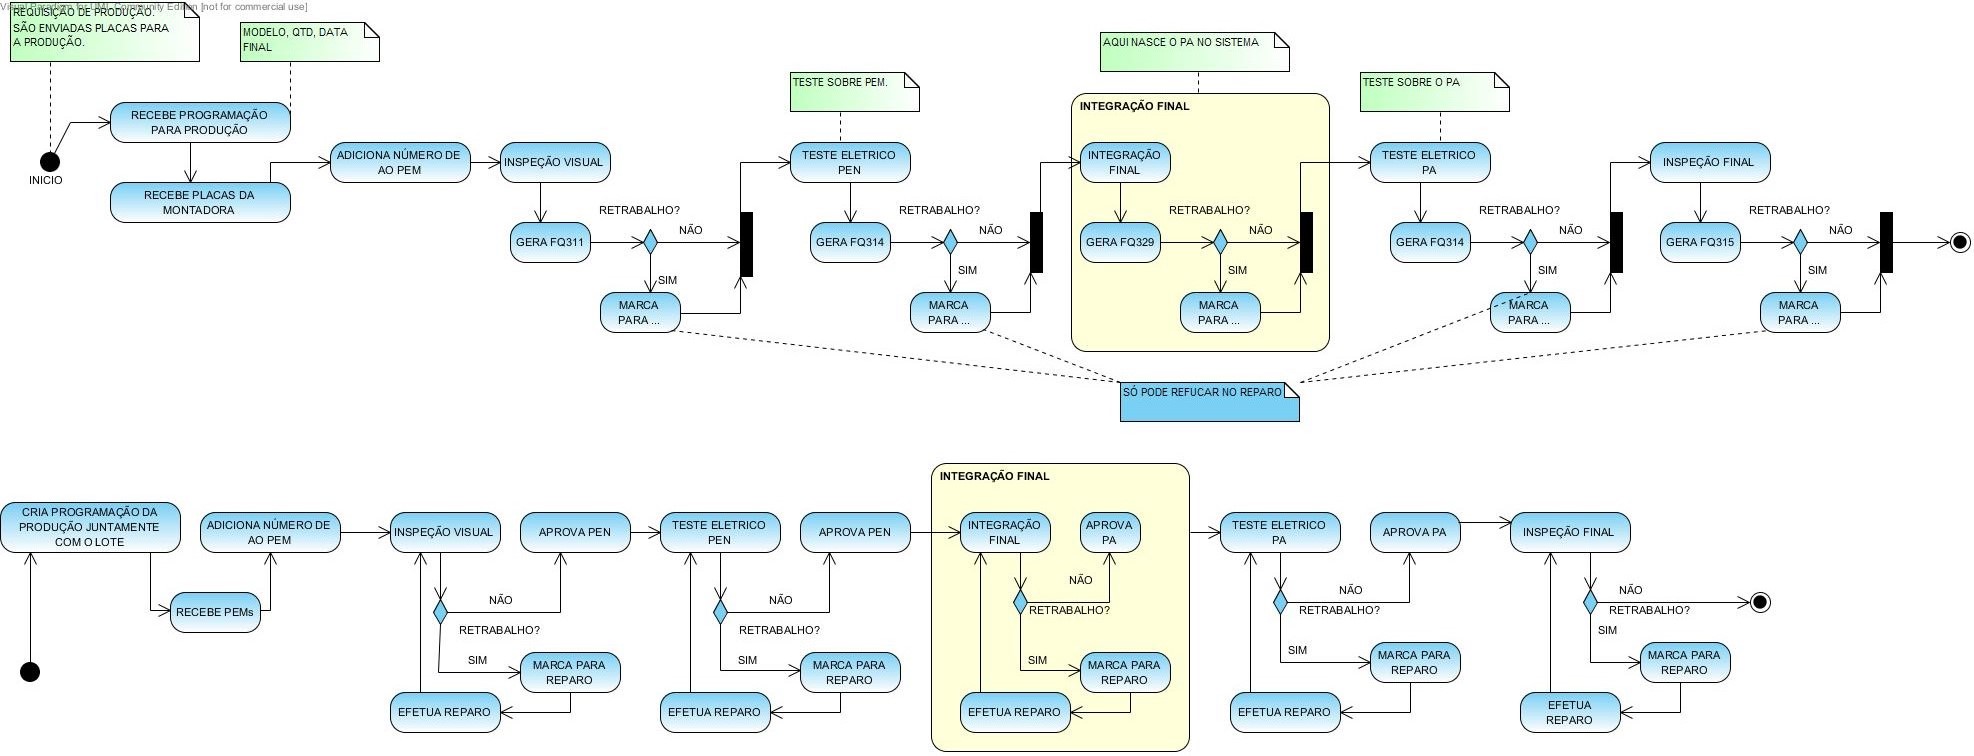 Visual Paradigm for UML Community Edition [not for commercial use]
REQUISIÇÃO DE PRODUÇÃO.
SÃO ENVIADAS PLACAS PARA
A PRODUÇÃO.
MODELO, QTD, DATA
FINAL
AQUI NASCE O PA NO SISTEMA
TESTE SOBRE PEM.
TESTE SOBRE O PA
INICIO
RECEBE PROGRAMAÇÃO
PARA PRODUÇÃO
RECEBE PLACAS DA
MONTADORA
ADICIONA NÚMERO DE
AO PEM
INSPEÇÃO VISUAL
GERA FQ311
RETRABALHO?
NÃO
SIM
MARCA
PARA ...
TESTE ELETRICO
PEN
GERA FQ314
RETRABALHO?
NÃO
SIM
MARCA
PARA ...
INTEGRAÇÃO FINAL
INTEGRAÇÃO
FINAL
GERA FQ329
RETRABALHO?
NÃO
SIM
MARCA
PARA ...
TESTE ELETRICO
PA
GERA FQ314
RETRABALHO?
NÃO
SIM
MARCA
PARA ...
INSPEÇÃO FINAL
GERA FQ315
RETRABALHO?
NÃO
SIM
MARCA
PARA ...
SÓ PODE REFUCAR NO REPARO
CRIA PROGRAMAÇÃO DA
PRODUÇÃO JUNTAMENTE
COM O LOTE
RECEBE PEMs
ADICIONA NÚMERO DE
AO PEM
INSPEÇÃO VISUAL
APROVA PEN
NÃO
RETRABALHO?
SIM
MARCA PARA
REPARO
EFETUA REPARO
TESTE ELETRICO
PEN
APROVA PEN
NÃO
RETRABALHO?
SIM
MARCA PARA
REPARO
EFETUA REPARO
INTEGRAÇÃO FINAL
INTEGRAÇÃO
FINAL
APROVA
PA
NÃO
RETRABALHO?
SIM
MARCA PARA
REPARO
EFETUA REPARO
TESTE ELETRICO
PA
APROVA PA
NÃO
RETRABALHO?
SIM
MARCA PARA
REPARO
EFETUA REPARO
INSPEÇÃO FINAL
NÃO
RETRABALHO?
SIM
MARCA PARA
REPARO
EFETUA
REPARO